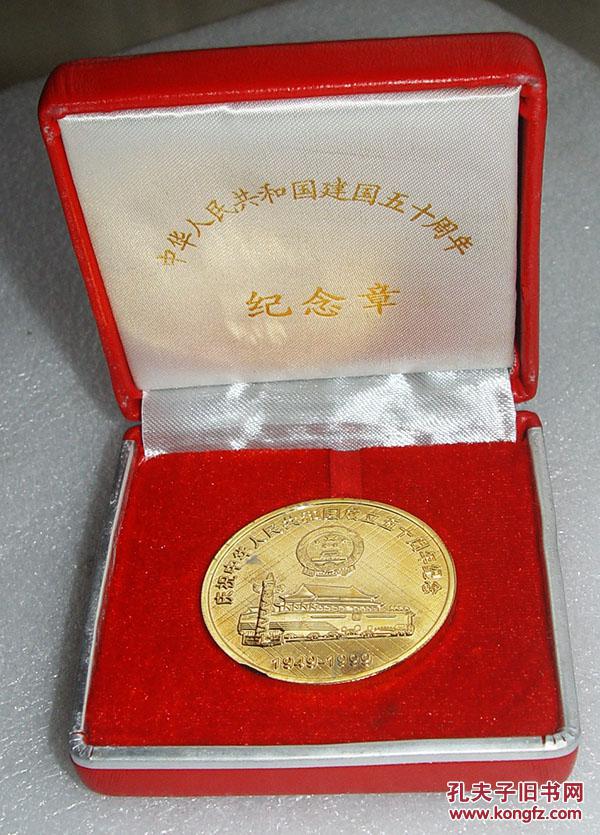 中华人民共和国建国五十周年
纪念章
庆祝中华人民共和国成立五十周年纪念
1949-1999
孔夫子旧书网
www.kongfz.com